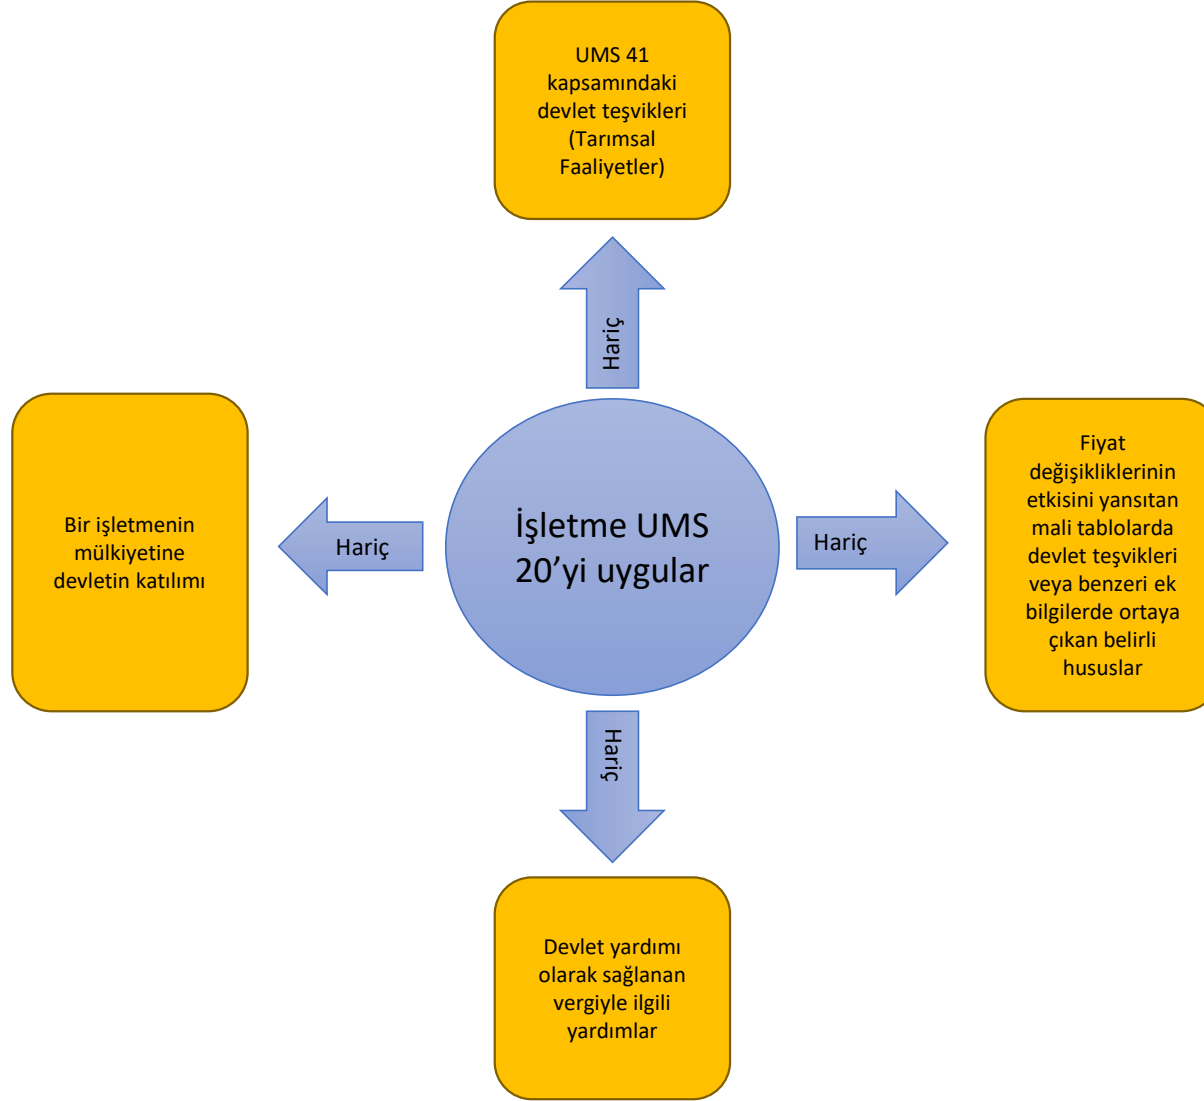 UMS 41
kapsamındaki
devlet teşvikleri
(Tarımsal
Faaliyetler)
Hariç
Bir işletmenin
mülkiyetine
devletin katılımı
Hariç
İşletme UMS
20’yi uygular
Hariç
Fiyat
değişikliklerinin
etkisini yansıtan
mali tablolarda
devlet teşvikleri
veya benzeri ek
bilgilerde ortaya
çıkan belirli
hususlar
Hariç
Devlet yardımı
olarak sağlanan
vergiyle ilgili
yardımlar